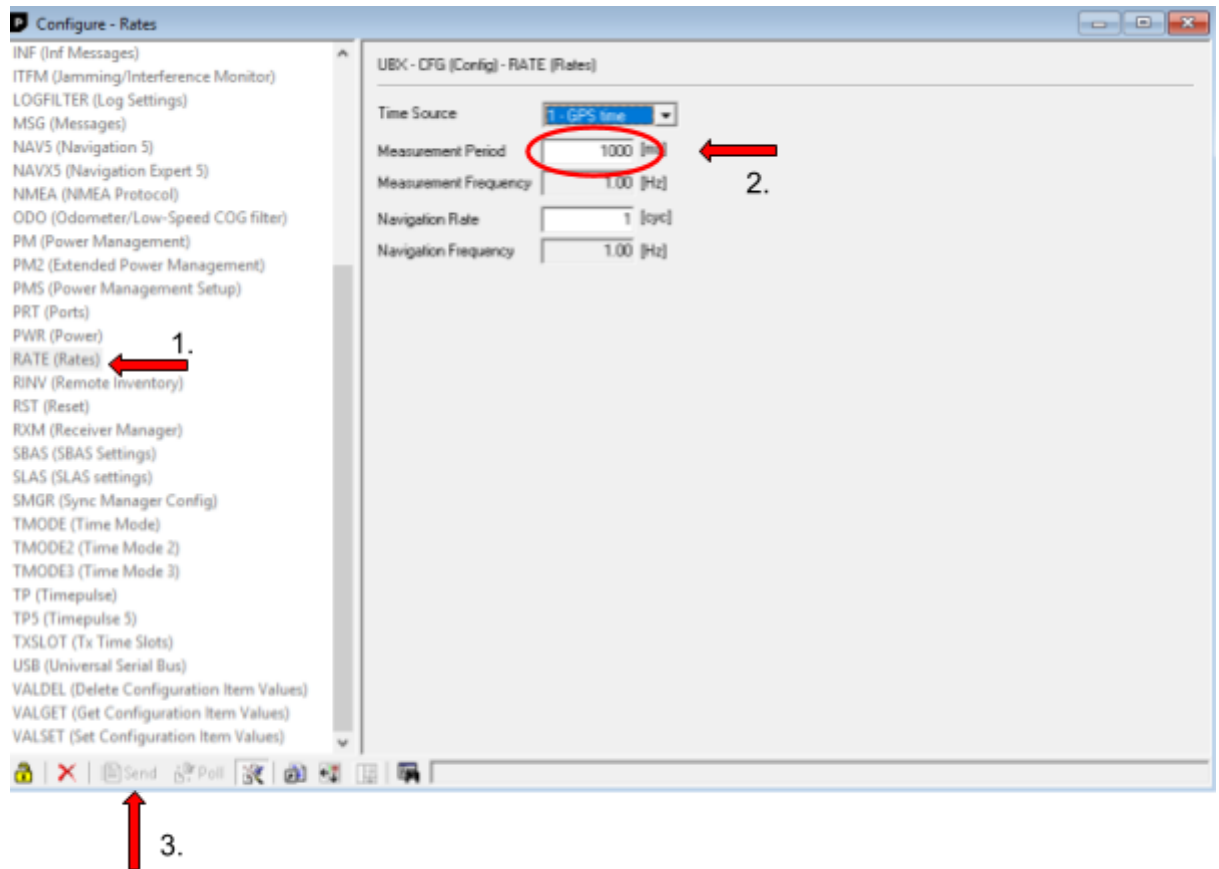 Configure - Rates
INF (Inf Messages)
ITFM (Jamming/Interference Monitor)
LOGFILTER (Log Settings)
MSG (Messages)
NAV5 (Navigation 5)
NAVX5 (Navigation Expert 5)
NMEA (NMEA Protocol)
ODO (Odometer/Low-Speed COG filter)
PM (Power Management)
PM2 (Extended Power Management)
PMS (Power Management Setup)
PRT (Ports)
PWR (Power)
1.
RATE (Rates)
RINV (Remote Inventory)
RST (Reset)
RXM (Receiver Manager)
SBAS (SBAS Settings)
SLAS (SLAS settings)
SMGR (Sync Manager Config)
TMODE (Time Mode)
TMODE2 (Time Mode 2)
TMODE3 (Time Mode 3)
TP (Timepulse)
TP5 (Timepulse 5)
TXSLOT (Tx Time Slots)
USB (Universal Serial Bus)
VALDEL (Delete Configuration Item Values)
VALGET (Get Configuration Item Values)
VALSET (Set Configuration Item Values)
UBX - CFG (Config) - RATE (Rates)
Time Source 1 - GPS time
Measurement Period 1000 [ms]
2.
Measurement Frequency 1.00 [Hz]
Navigation Rate 1 [cyc]
Navigation Frequency 1.00 [Hz]
Send Poll
3.